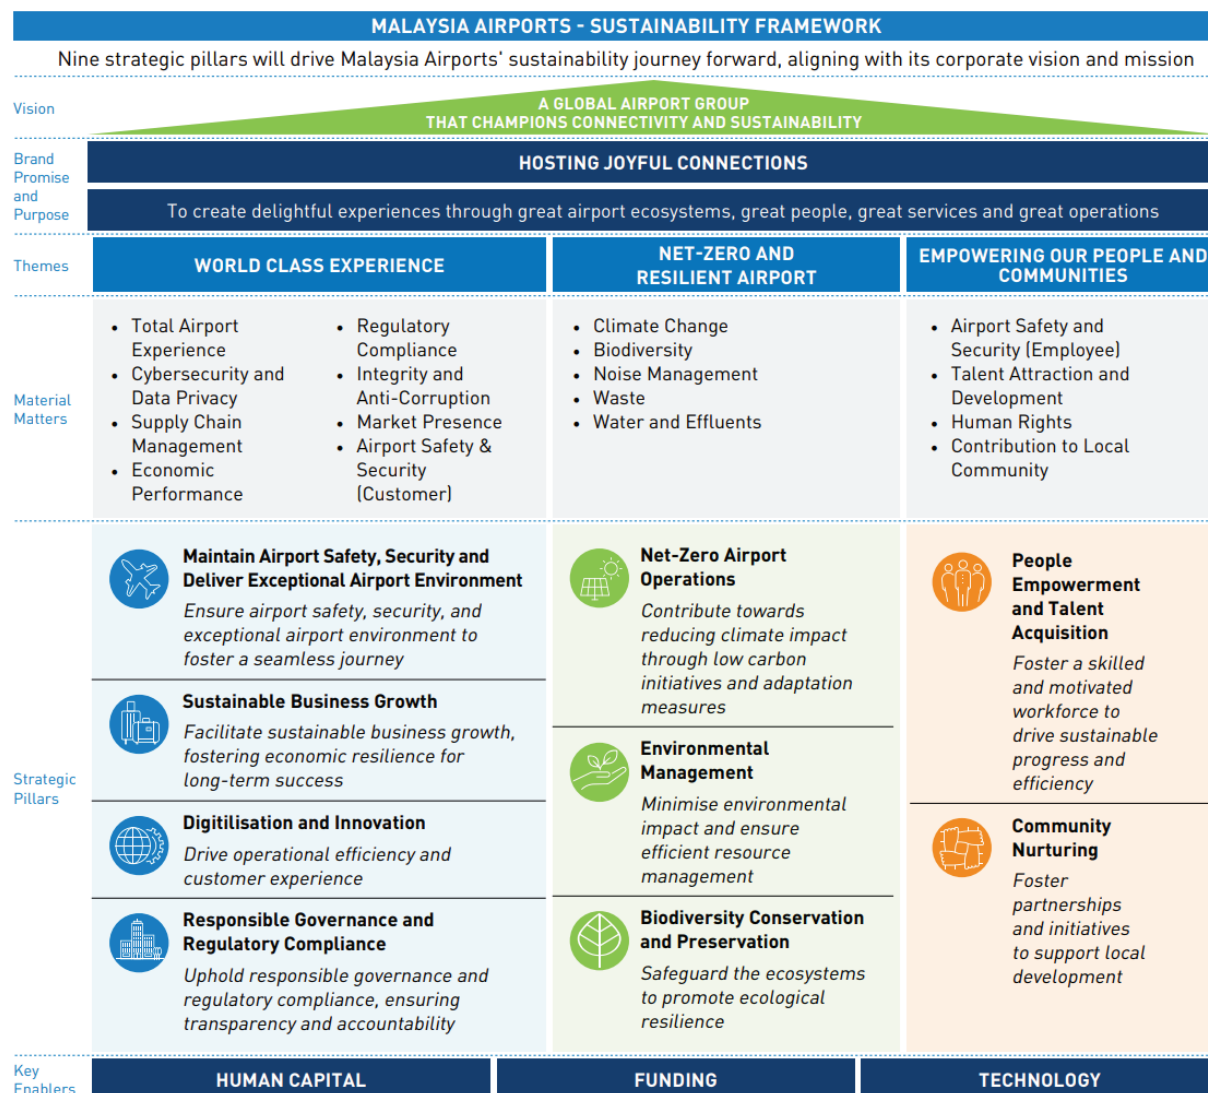 MALAYSIA AIRPORTS - SUSTAINABILITY FRAMEWORK
Nine strategic pillars will drive Malaysia Airports' sustainability journey forward, aligning with its corporate vision and mission
Vision
A GLOBAL AIRPORT GROUP
THAT CHAMPIONS CONNECTIVITY AND SUSTAINABILITY
Brand
Promise
and
Purpose
HOSTING JOYFUL CONNECTIONS
To create delightful experiences through great airport ecosystems, great people, great services and great operations
Themes
WORLD CLASS EXPERIENCE
NET-ZERO AND
RESILIENT AIRPORT
EMPOWERING OUR PEOPLE AND
COMMUNITIES
Material
Matters
• Total Airport
Experience
• Cybersecurity and
Data Privacy
• Supply Chain
Management
• Economic
Performance
• Regulatory
Compliance
• Integrity and
Anti-Corruption
• Market Presence
• Airport Safety &
Security
(Customer)
• Climate Change
• Biodiversity
• Noise Management
• Waste
• Water and Effluents
• Airport Safety and
Security (Employee)
• Talent Attraction and
Development
• Human Rights
• Contribution to Local
Community
Strategic
Pillars
Maintain Airport Safety, Security and
Deliver Exceptional Airport Environment
Ensure airport safety, security, and
exceptional airport environment to
foster a seamless journey
Sustainable Business Growth
Facilitate sustainable business growth,
fostering economic resilience for
long-term success
Digitilisation and Innovation
Drive operational efficiency and
customer experience
Responsible Governance and
Regulatory Compliance
Uphold responsible governance and
regulatory compliance, ensuring
transparency and accountability
Net-Zero Airport
Operations
Contribute towards
reducing climate impact
through low carbon
initiatives and adaptation
measures
Environmental
Management
Minimise environmental
impact and ensure
efficient resource
management
Biodiversity Conservation
and Preservation
Safeguard the ecosystems
to promote ecological
resilience
People
Empowerment
and Talent
Acquisition
Foster a skilled
and motivated
workforce to
drive sustainable
progress and
efficiency
Community
Nurturing
Foster
partnerships
and initiatives
to support local
development
Key
Enablers
HUMAN CAPITAL
FUNDING
TECHNOLOGY